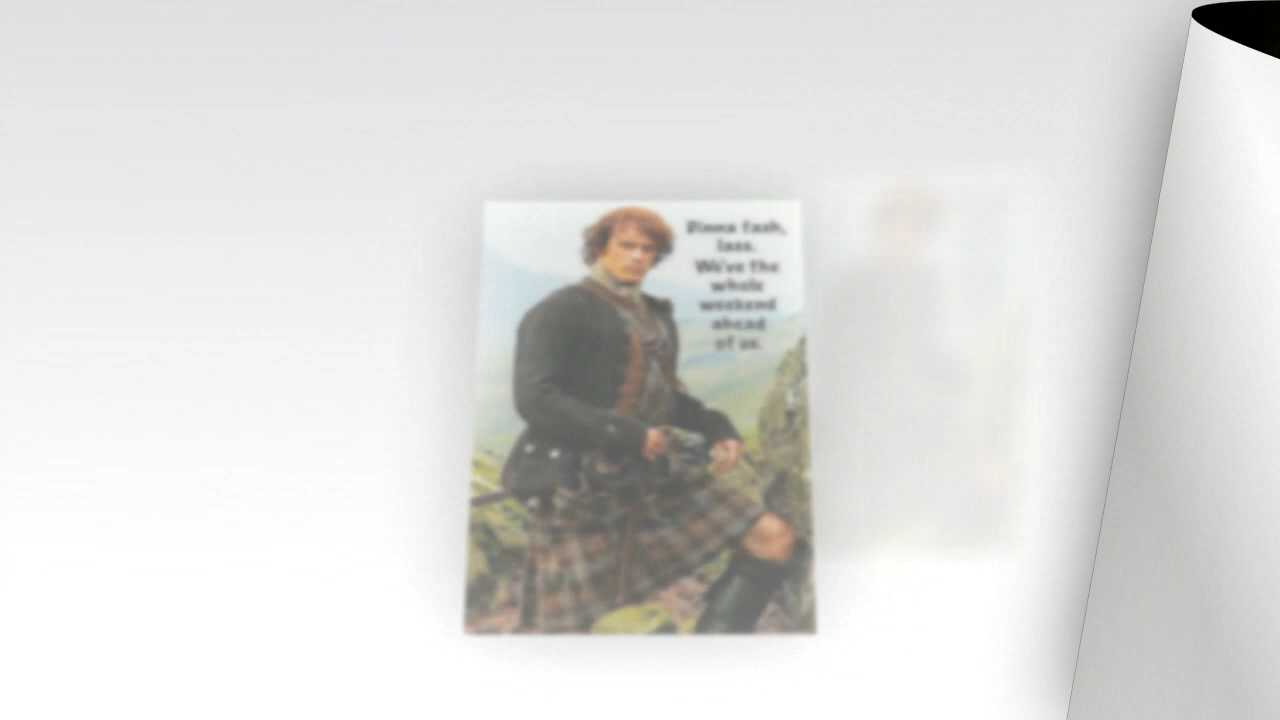 Dinna fash,
lass.
We've the
whole
weekend
ahead
of us.